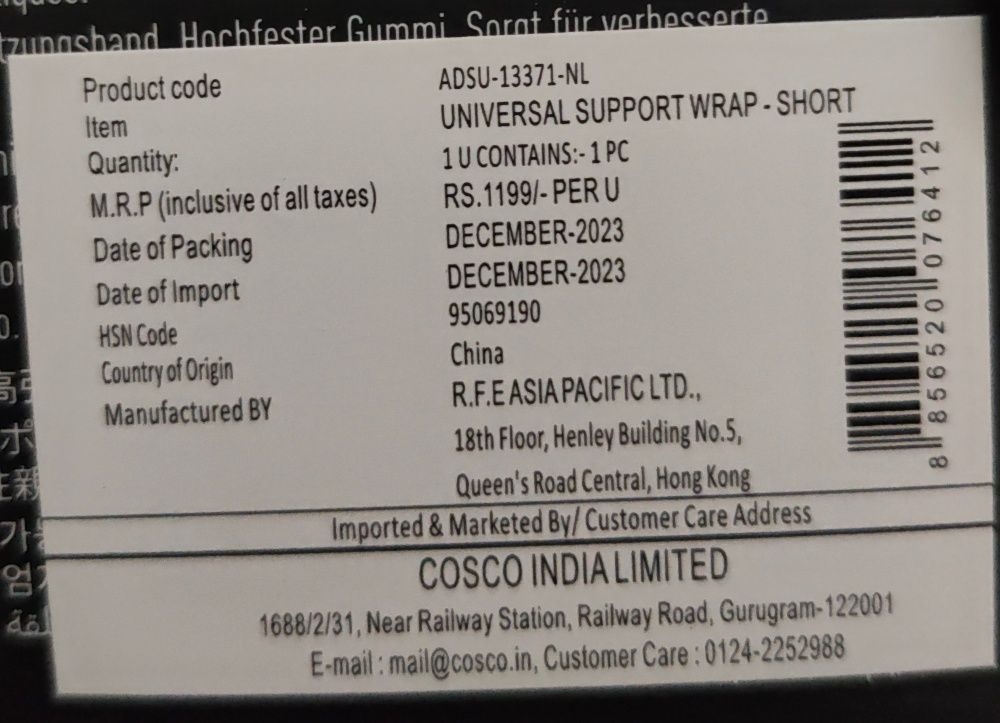 tzungsband. Hochfester Gummi. Sorgt für verbesserte
Product code ADSU-13371-NL
Item UNIVERSAL SUPPORT WRAP - SHORT
Quantity: 1 U CONTAINS:- 1 PC
M.R.P (inclusive of all taxes) RS.1199/- PER U
Date of Packing DECEMBER-2023
Date of Import DECEMBER-2023
HSN Code 95069190
Country of Origin China
Manufactured BY R.F.E ASIA PACIFIC LTD.,
18th Floor, Henley Building No.5,
Queen's Road Central, Hong Kong
8 856520 076412
Imported & Marketed By/ Customer Care Address
COSCO INDIA LIMITED
1688/2/31, Near Railway Station, Railway Road, Gurugram-122001
E-mail : mail@cosco.in, Customer Care : 0124-2252988